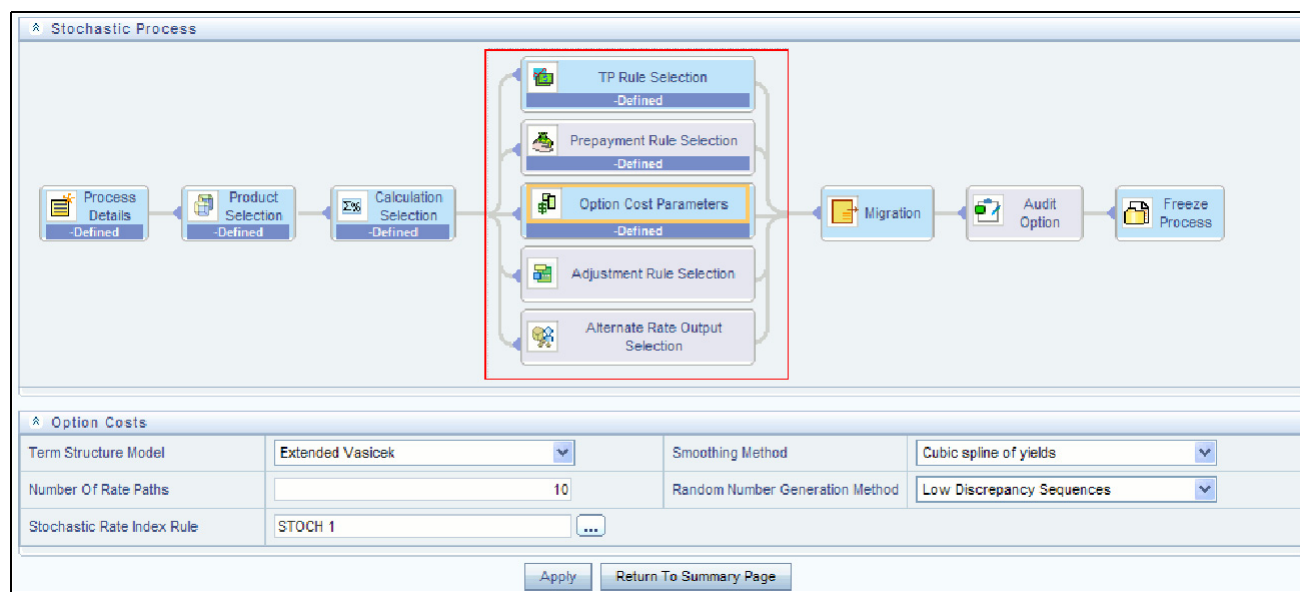 Stochastic Process
TP Rule Selection
-Defined
Prepayment Rule Selection
-Defined
Process
Details
-Defined
Product
Selection
-Defined
Σ%
Calculation
Selection
-Defined
Option Cost Parameters
-Defined
Migration
Audit
Option
Freeze
Process
Adjustment Rule Selection
Alternate Rate Output
Selection
Option Costs
Term Structure Model
Extended Vasicek
Smoothing Method
Cubic spline of yields
Number Of Rate Paths
10
Random Number Generation Method
Low Discrepancy Sequences
Stochastic Rate Index Rule
STOCH 1
...
Apply
Return To Summary Page